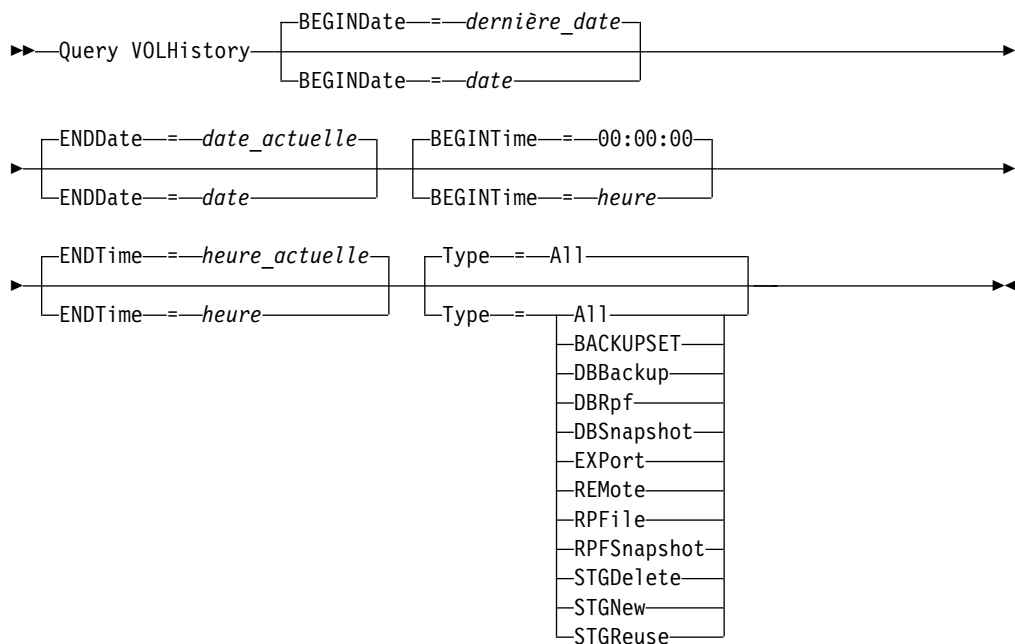 BEGINDate = dernière_date
Query VOLHistory
BEGINDate = date
ENDDate = date_actuelle BEGINTime = 00:00:00
ENDDate = date BEGINTime = heure
ENDTime = heure_actuelle Type = All
ENDTime = heure Type = All
BACKUPSET
DBBackup
DBRpf
DBSnapshot
EXPort
REMote
RPFile
RPFSnapshot
STGDelete
STGNew
STGReuse